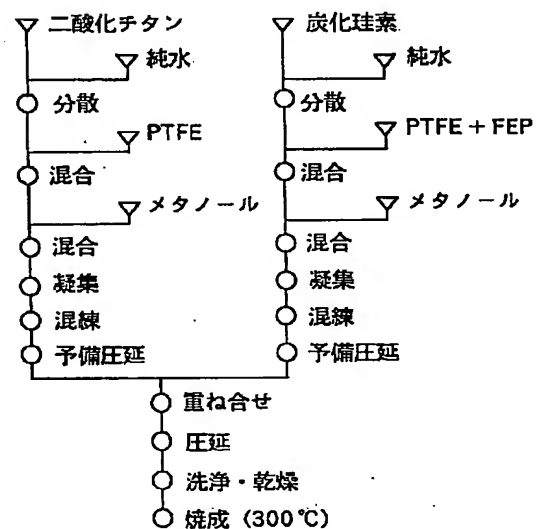 二酸化チタン
純水
分散
PTFE
混合
メタノール
混合
凝集
混練
予備圧延
炭化珪素
純水
分散
PTFE + FEP
混合
メタノール
混合
凝集
混練
予備圧延
重ね合せ
圧延
洗浄・乾燥
焼成 (300℃)